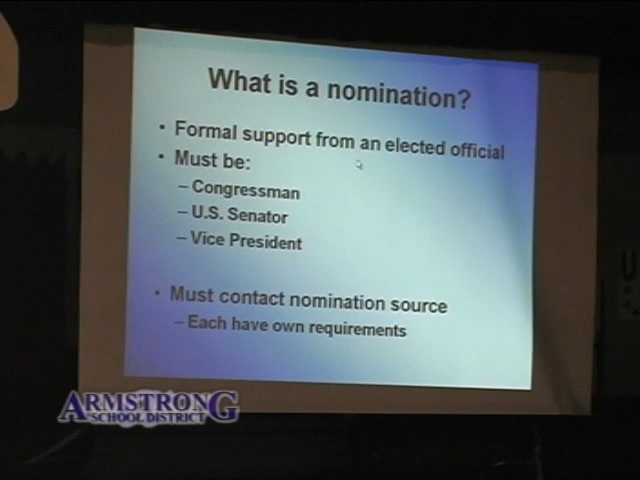 What is a nomination?
• Formal support from an elected official
• Must be:
– Congressman
– U.S. Senator
– Vice President
• Must contact nomination source
– Each have own requirements
ARMSTRONG
SCHOOL DISTRICT